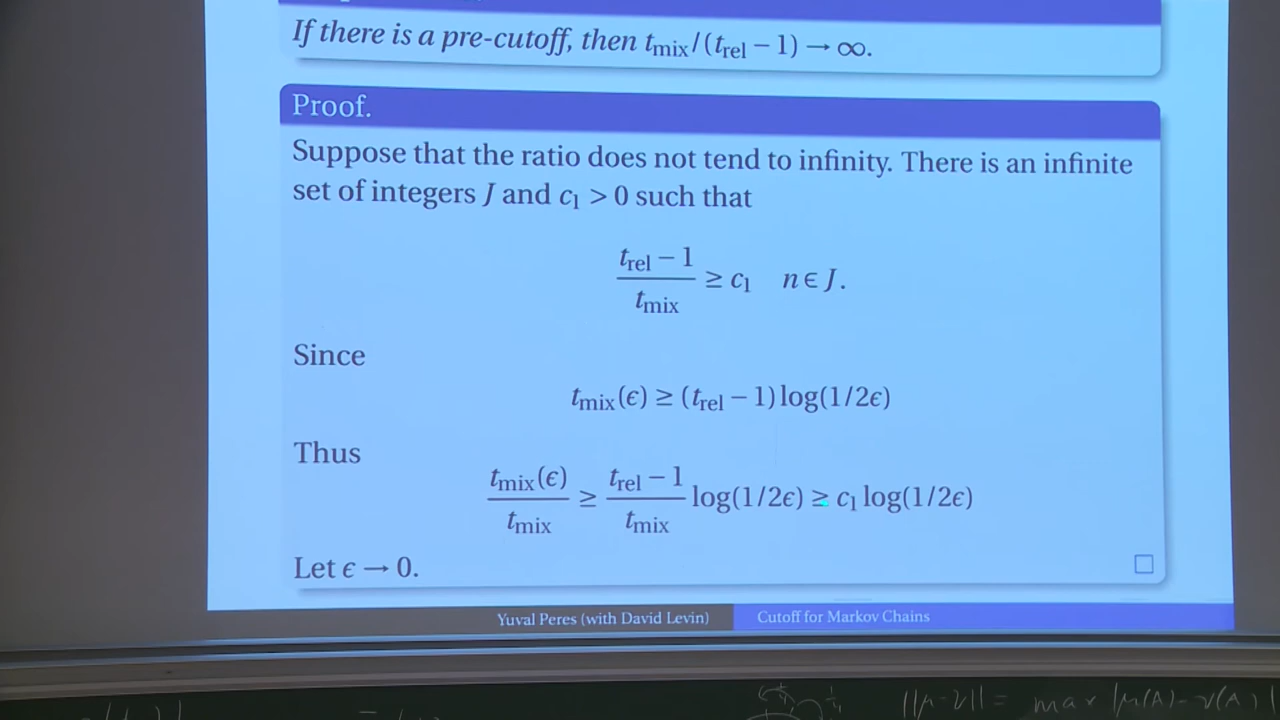 If there is a pre-cutoff, then t_mix/(t_rel − 1) → ∞.
Proof.
Suppose that the ratio does not tend to infinity. There is an infinite
set of integers J and c₁ > 0 such that
(t_rel − 1)/t_mix ≥ c₁ n ∈ J.
Since
t_mix(ϵ) ≥ (t_rel − 1) log(1/2ϵ)
Thus
t_mix(ϵ)/t_mix ≥ (t_rel − 1)/t_mix log(1/2ϵ) ≥ c₁ log(1/2ϵ)
Let ϵ → 0.
Yuval Peres (with David Levin) Cutoff for Markov Chains
||μ-ν|| = max |μ(A)-ν(A)|